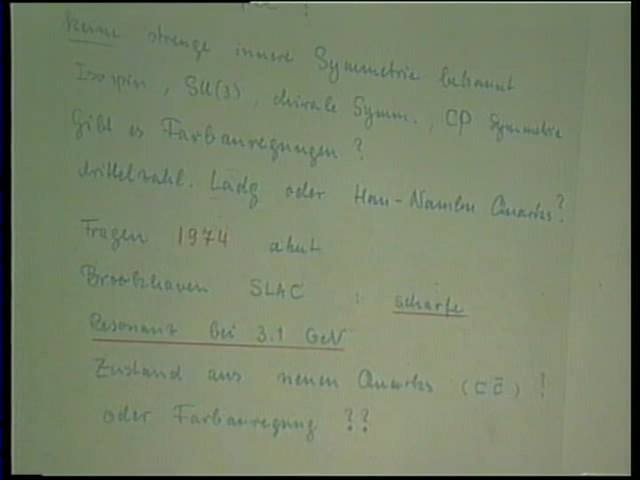 keine strenge innere Symmetrie bekannt
Isospin, SU(3), chirale Symm., CP Symmetrie
Gibt es Farbanregungen?
drittelzahl. Ladg oder Han-Nambu Quarks?
Fragen 1974 akut
Brookhaven SLAC : scharfe
Resonanz bei 3.1 GeV
Zustand aus neuen Quarks (cc̄)!
oder Farbanregung ??